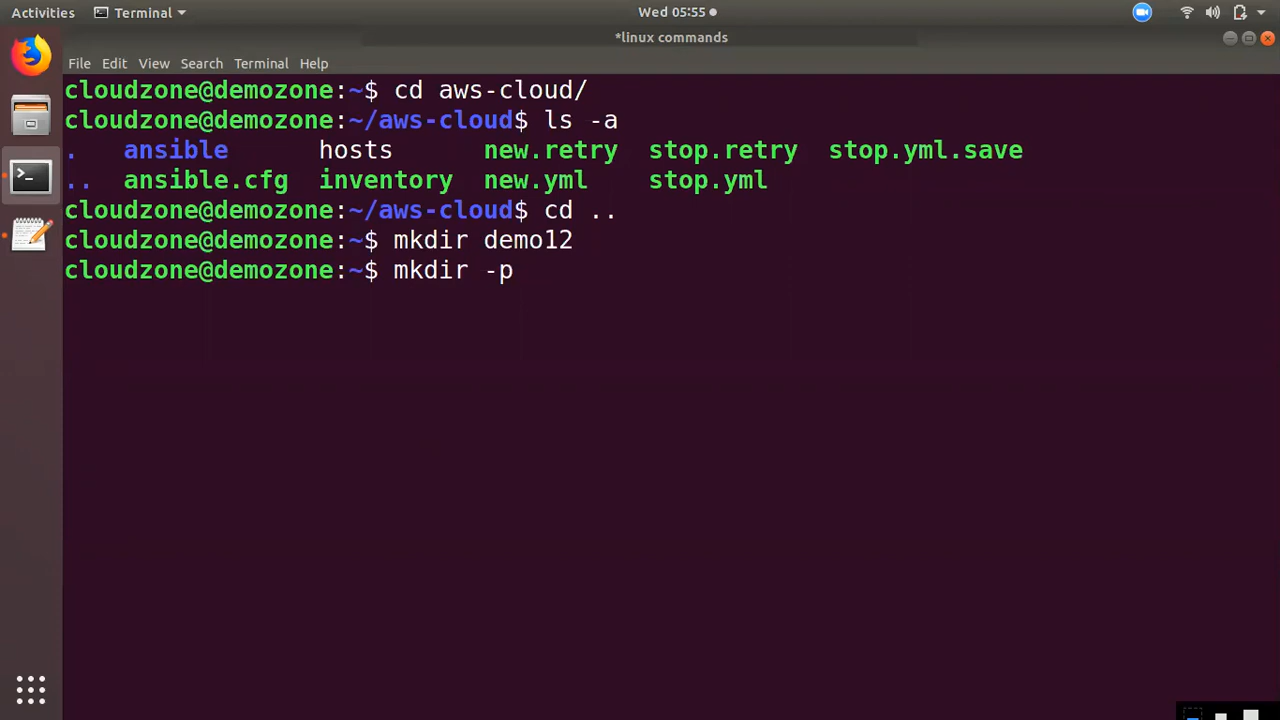 Activities Terminal Wed 05:55
*linux commands
File Edit View Search Terminal Help
cloudzone@demozone:~$ cd aws-cloud/
cloudzone@demozone:~/aws-cloud$ ls -a
. ansible hosts new.retry stop.retry stop.yml.save
.. ansible.cfg inventory new.yml stop.yml
cloudzone@demozone:~/aws-cloud$ cd ..
cloudzone@demozone:~$ mkdir demo12
cloudzone@demozone:~$ mkdir -p